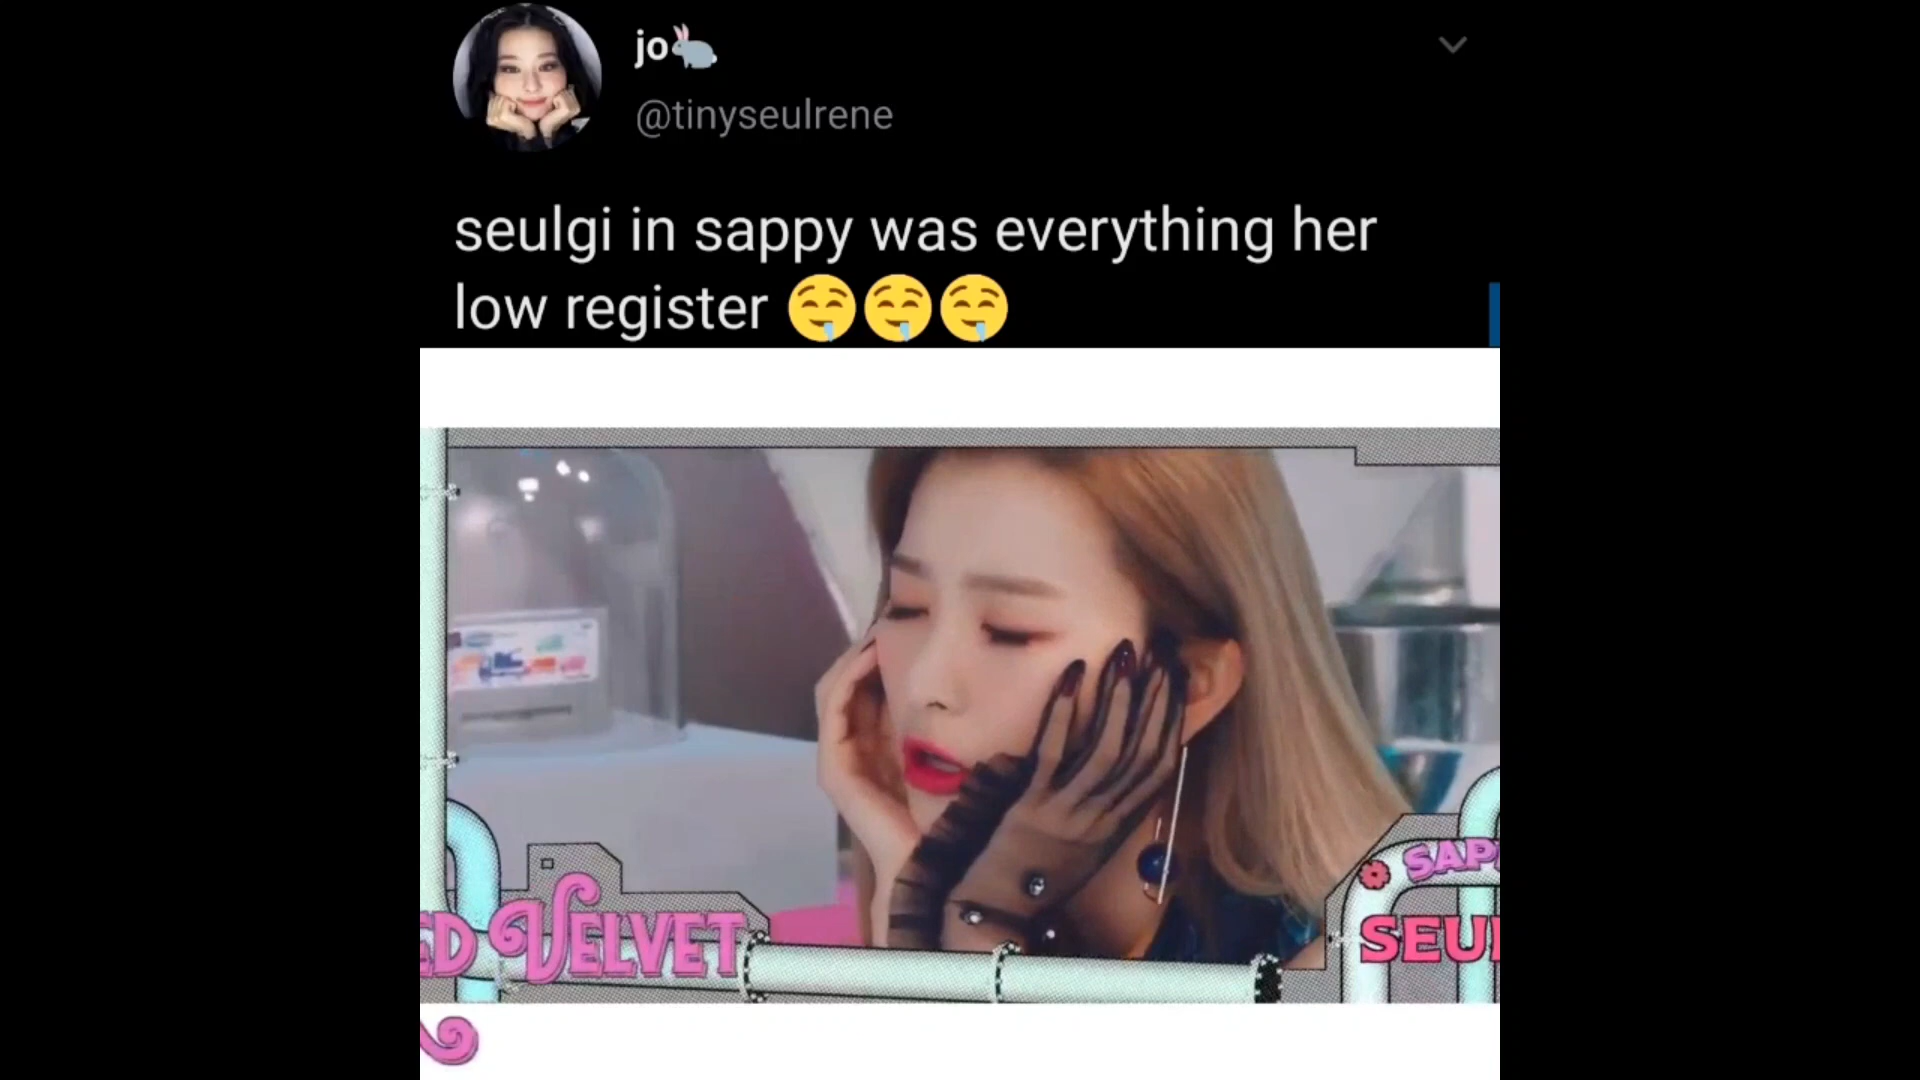 jo🐇
@tinyseulrene
seulgi in sappy was everything her
low register 🤤🤤🤤
ED VELVET
SAP
SEU